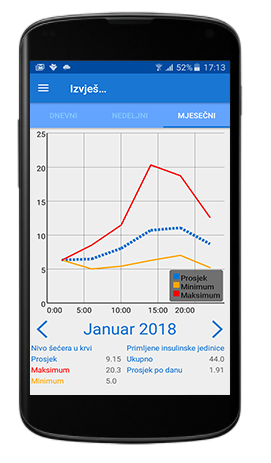 52% 17:13
Izvješ...
DNEVNI NEDELJNI MJESEČNI
25
20
15
10
5
0
0:00 5:00 10:00 15:00 20:00
Prosjek
Minimum
Maksimum
Januar 2018
Nivo šećera u krvi Primljene insulinske jedinice
Prosjek 9.15 Ukupno 44.0
Maksimum 20.3 Prosjek po danu 1.91
Minimum 5.0